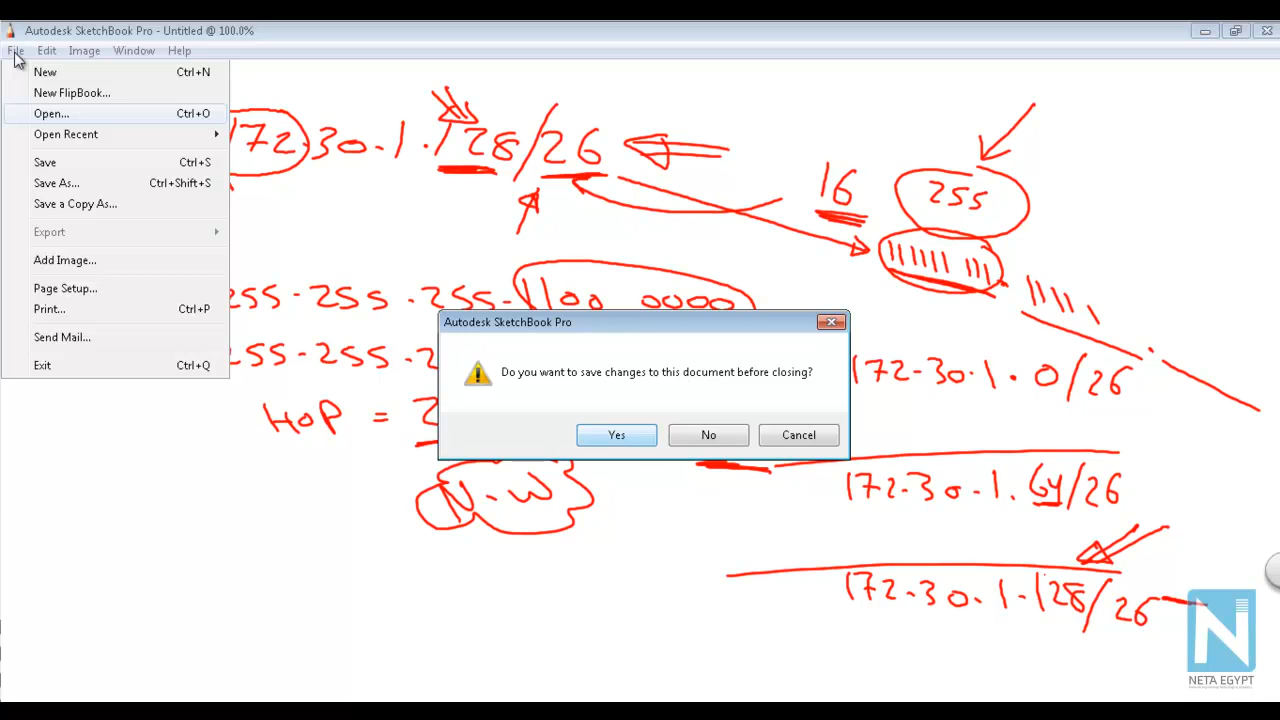 Autodesk SketchBook Pro - Untitled @ 100.0%
File Edit Image Window Help
New Ctrl+N
New FlipBook...
Open... Ctrl+O
Open Recent
Save Ctrl+S
Save As... Ctrl+Shift+S
Save a Copy As...
Export
Add Image...
Page Setup...
Print... Ctrl+P
Send Mail...
Exit Ctrl+Q
172.30.1.128/26
16
255
255.255.255.1100 0000
255.255.255.2
HOP = 2
N.W
Autodesk SketchBook Pro
Do you want to save changes to this document before closing?
Yes No Cancel
172.30.1.0/26
172.30.1.64/26
172.30.1.128/26
N
NETA EGYPT